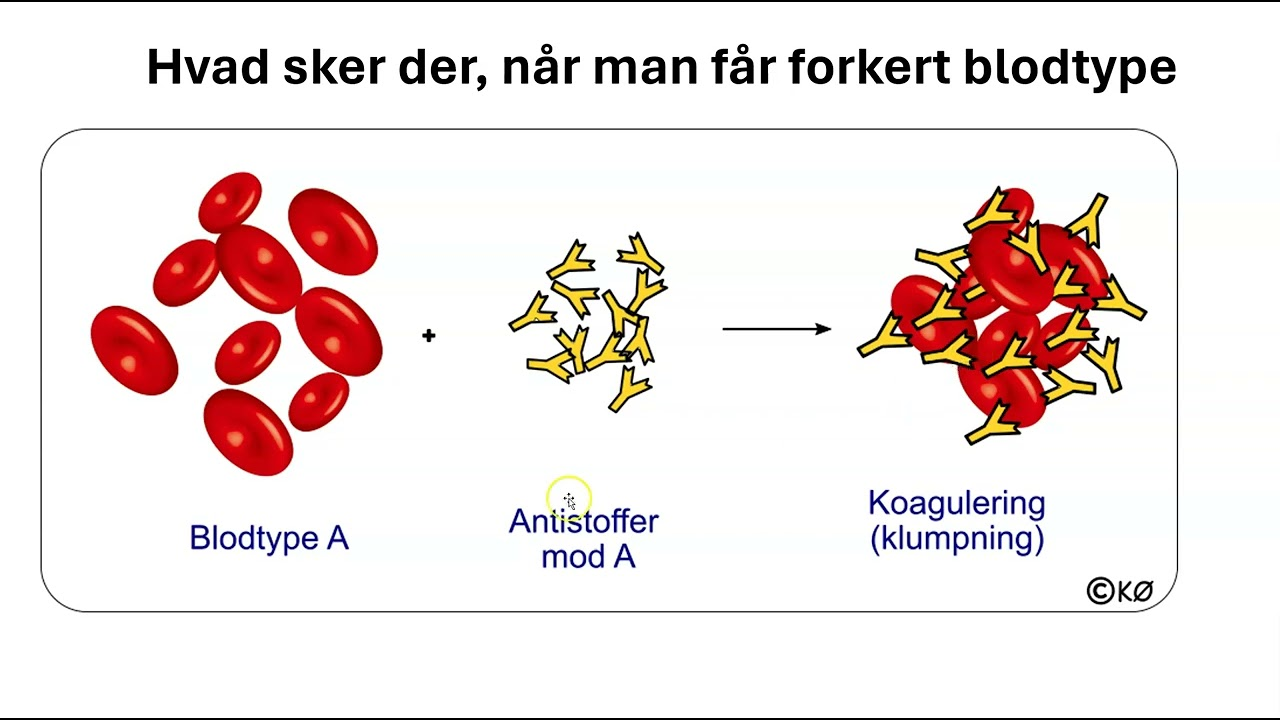 Hvad sker der, når man får forkert blodtype
+
Blodtype A
Antistoffer
mod A
Koagulering
(klumpning)
©KØ